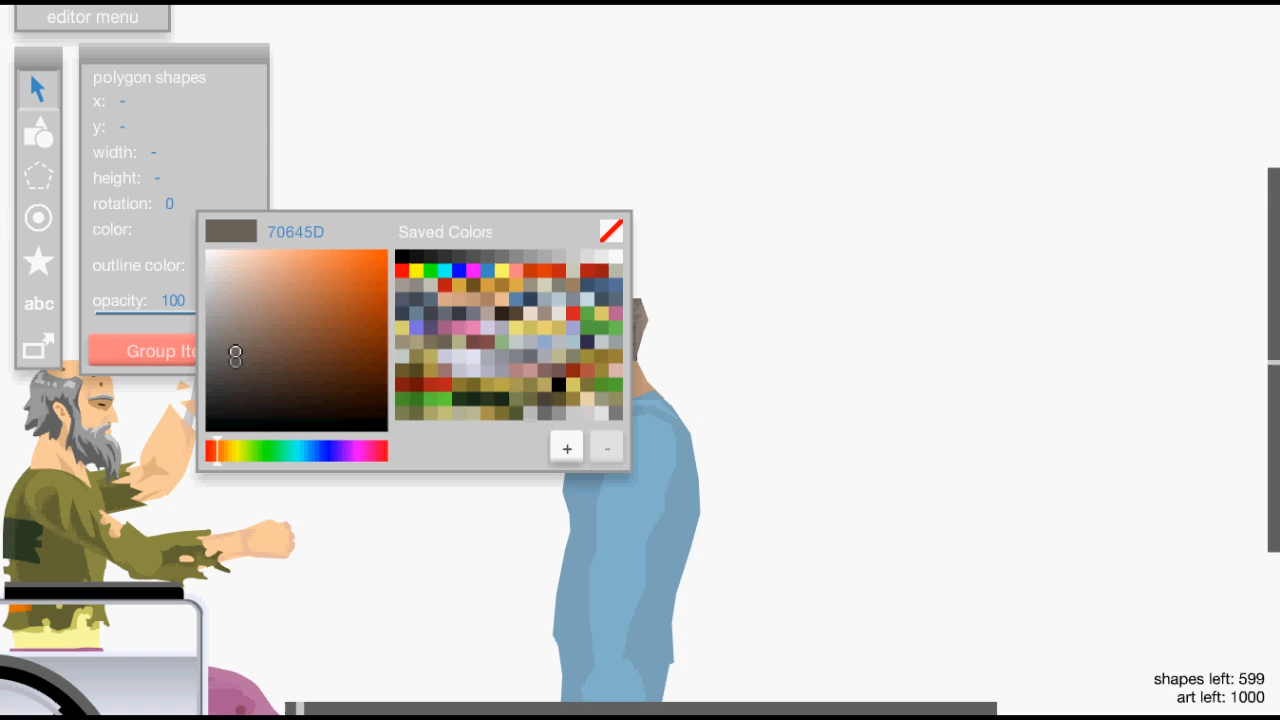 editor menu
polygon shapes
x: -
y: -
width: -
height: -
rotation: 0
color:
outline color:
opacity: 100
Group Ite
70645D
Saved Colors
+
-
abc
shapes left: 599
art left: 1000